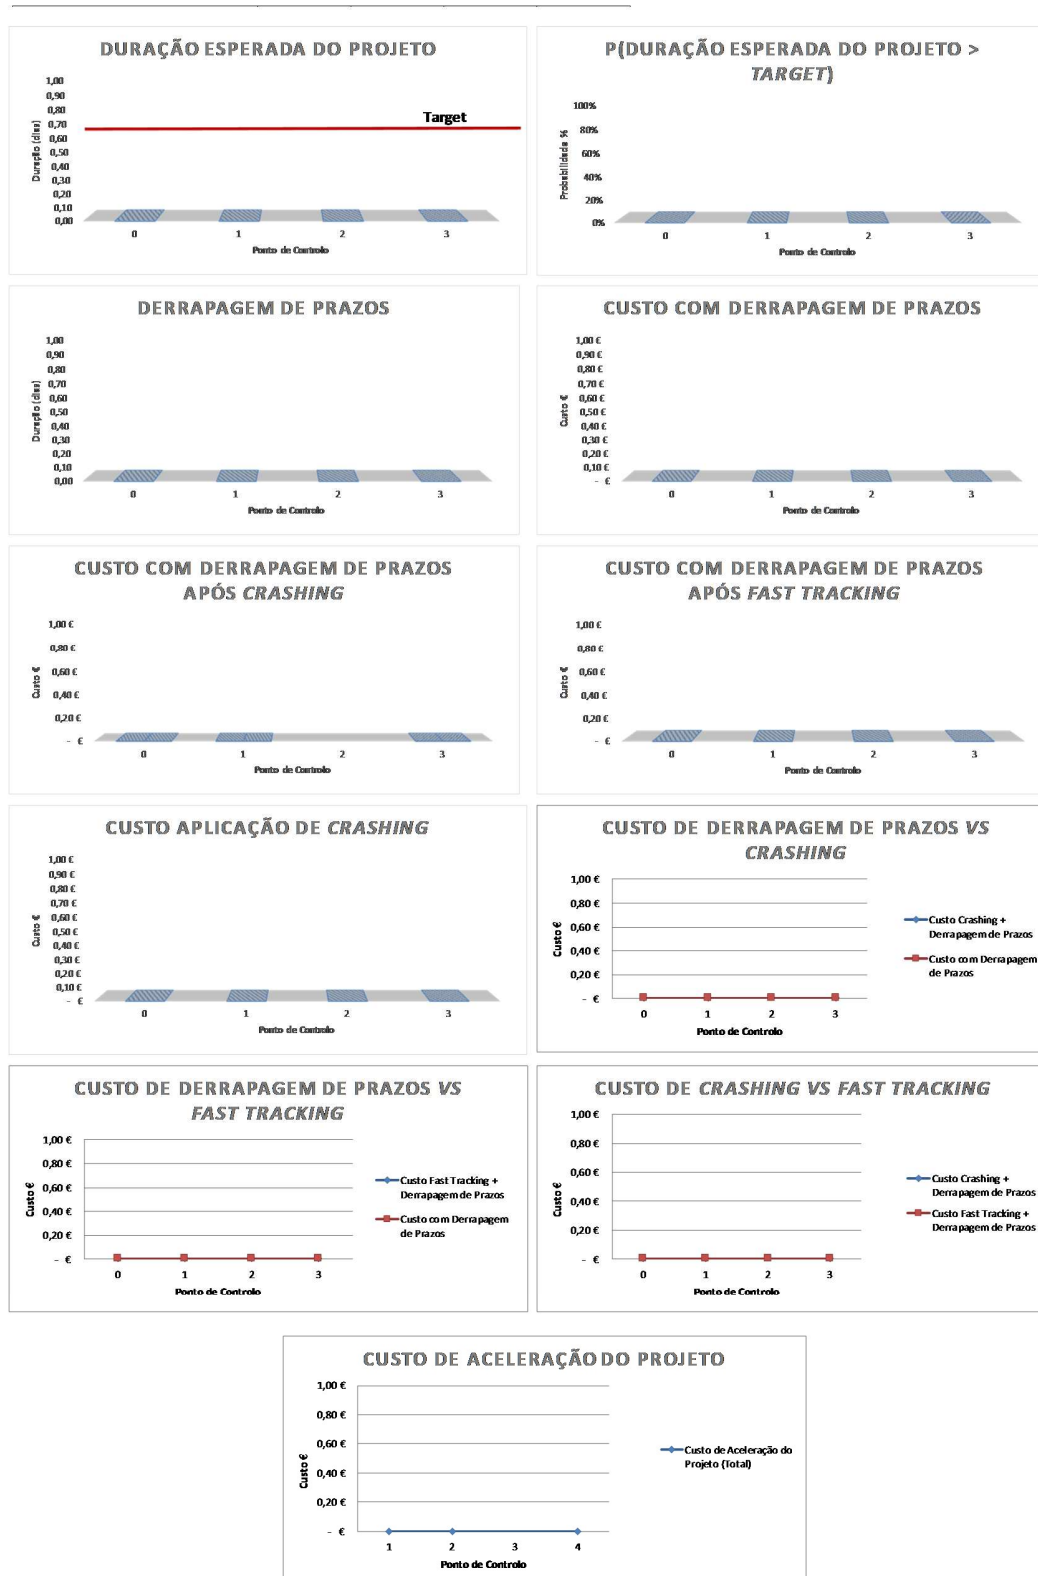 DURAÇÃO ESPERADA DO PROJETO
1,00
0,90
0,80
0,70
0,60
0,50
0,40
0,30
0,20
0,10
0,00
Duração (dias)
Target
0 1 2 3
Ponto de Controlo
P(DURAÇÃO ESPERADA DO PROJETO >
TARGET)
100%
80%
60%
40%
20%
0%
Probabilidade %
0 1 2 3
Ponto de Controlo
DERRAPAGEM DE PRAZOS
1,00
0,90
0,80
0,70
0,60
0,50
0,40
0,30
0,20
0,10
0,00
Duração (dias)
0 1 2 3
Ponto de Controlo
CUSTO COM DERRAPAGEM DE PRAZOS
1,00 €
0,90 €
0,80 €
0,70 €
0,60 €
0,50 €
0,40 €
0,30 €
0,20 €
0,10 €
- €
Custo €
0 1 2 3
Ponto de Controlo
CUSTO COM DERRAPAGEM DE PRAZOS
APÓS CRASHING
1,00 €
0,80 €
0,60 €
0,40 €
0,20 €
- €
Custo €
0 1 2 3
Ponto de Controlo
CUSTO COM DERRAPAGEM DE PRAZOS
APÓS FAST TRACKING
1,00 €
0,80 €
0,60 €
0,40 €
0,20 €
- €
Custo €
0 1 2 3
Ponto de Controlo
CUSTO APLICAÇÃO DE CRASHING
1,00 €
0,90 €
0,80 €
0,70 €
0,60 €
0,50 €
0,40 €
0,30 €
0,20 €
0,10 €
- €
Custo €
0 1 2 3
Ponto de Controlo
CUSTO DE DERRAPAGEM DE PRAZOS VS
CRASHING
1,00 €
0,80 €
0,60 €
0,40 €
0,20 €
- €
Custo €
0 1 2 3
Ponto de Controlo
Custo Crashing +
Derrapagem de Prazos
Custo com Derrapagem
de Prazos
CUSTO DE DERRAPAGEM DE PRAZOS VS
FAST TRACKING
1,00 €
0,80 €
0,60 €
0,40 €
0,20 €
- €
Custo €
0 1 2 3
Ponto de Controlo
Custo Fast Tracking +
Derrapagem de Prazos
Custo com Derrapagem
de Prazos
CUSTO DE CRASHING VS FAST TRACKING
1,00 €
0,80 €
0,60 €
0,40 €
0,20 €
- €
Custo €
0 1 2 3
Ponto de Controlo
Custo Crashing +
Derrapagem de Prazos
Custo Fast Tracking +
Derrapagem de Prazos
CUSTO DE ACELERAÇÃO DO PROJETO
1,00 €
0,80 €
0,60 €
0,40 €
0,20 €
- €
Custo €
1 2 3 4
Ponto de Controlo
Custo de Aceleração do
Projeto (Total)